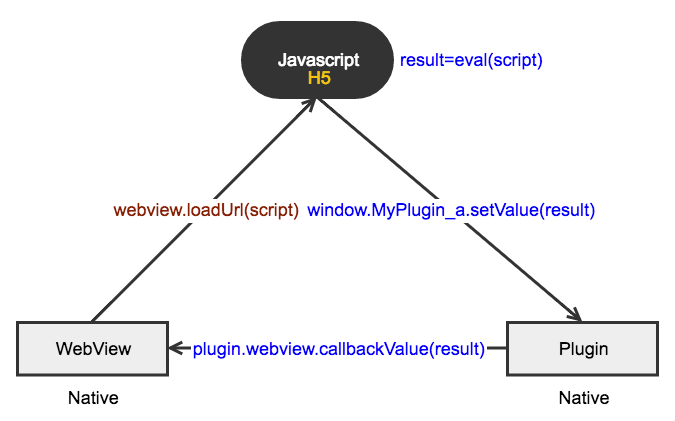 Javascript
H5
result=eval(script)
webview.loadUrl(script)
window.MyPlugin_a.setValue(result)
WebView
plugin.webview.callbackValue(result)
Plugin
Native
Native